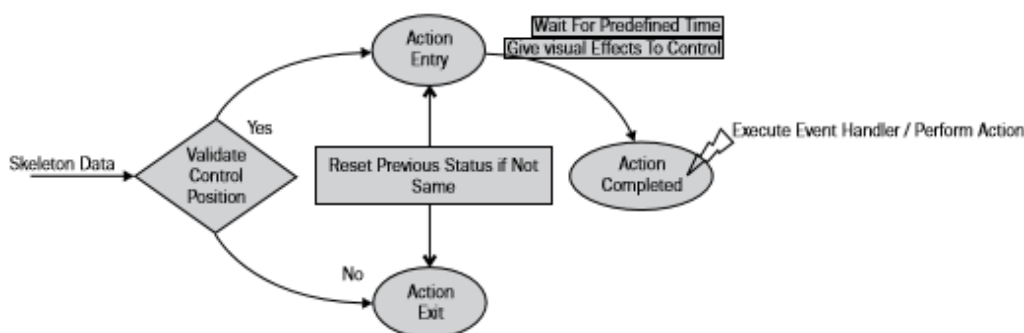 Wait For Predefined Time
Give visual Effects To Control
Action
Entry
Yes
Execute Event Handler / Perform Action
Skeleton Data
Validate
Control
Position
Reset Previous Status if Not
Same
Action
Completed
No
Action
Exit